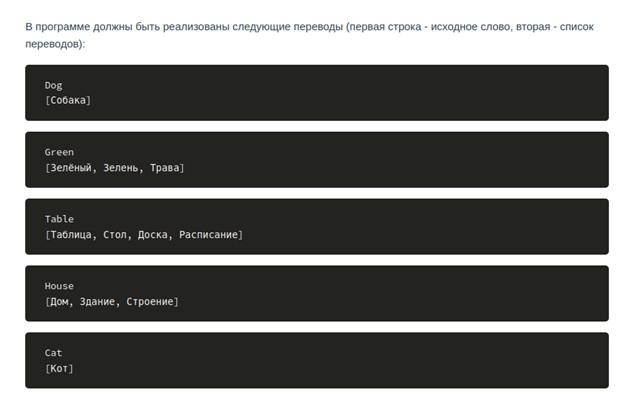 В программе должны быть реализованы следующие переводы (первая строка - исходное слово, вторая - список
переводов):
Dog
[Собака]
Green
[Зелёный, Зелень, Трава]
Table
[Таблица, Стол, Доска, Расписание]
House
[Дом, Здание, Строение]
Cat
[Кот]